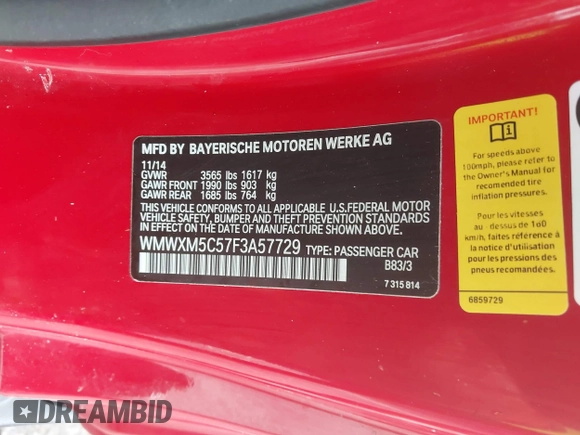 MFD BY BAYERISCHE MOTOREN WERKE AG
11/14
GVWR 3565 lbs 1617 kg
GAWR FRONT 1990 lbs 903 kg
GAWR REAR 1685 lbs 764 kg
THIS VEHICLE CONFORMS TO ALL APPLICABLE U.S.FEDERAL MOTOR
VEHICLE SAFETY, BUMPER AND THEFT PREVENTION STANDARDS
IN EFFECT ON THE DATE OF MANUFACTURE SHOWN ABOVE.
WMWXM5C57F3A57729 TYPE: PASSENGER CAR
B83/3
7 315 814
IMPORTANT!
For speeds above
100mph, please refer to
the Owner's Manual for
recomended tire
inflation pressures.
Pour les vitesses
au - dessus de 160
km/h, faites référence à
la notice d'utilisation
pour les pressions
de pneus.
6859729
DREAMBID